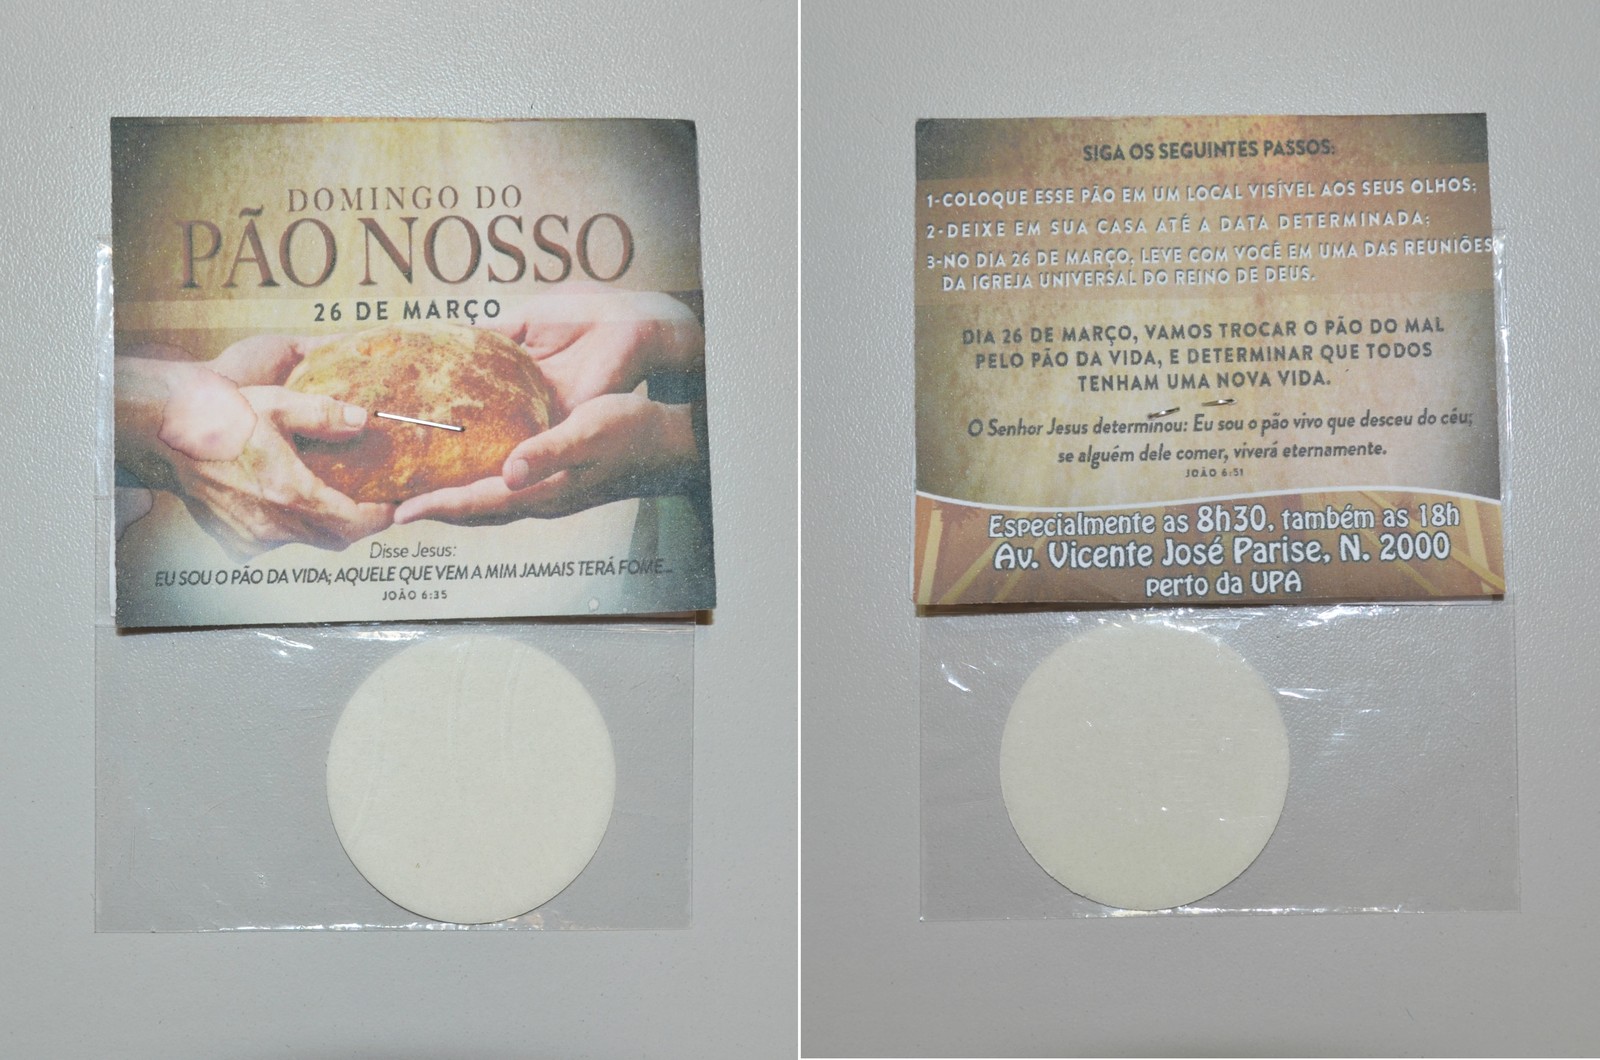 DOMINGO DO
PÃO NOSSO
26 DE MARÇO
Disse Jesus:
EU SOU O PÃO DA VIDA; AQUELE QUE VEM A MIM JAMAIS TERÁ FOME...
JOÃO 6:35
SIGA OS SEGUINTES PASSOS:
1-COLOQUE ESSE PÃO EM UM LOCAL VISÍVEL AOS SEUS OLHOS;
2-DEIXE EM SUA CASA ATÉ A DATA DETERMINADA;
3-NO DIA 26 DE MARÇO, LEVE COM VOCÊ EM UMA DAS REUNIÕES
DA IGREJA UNIVERSAL DO REINO DE DEUS.
DIA 26 DE MARÇO, VAMOS TROCAR O PÃO DO MAL
PELO PÃO DA VIDA, E DETERMINAR QUE TODOS
TENHAM UMA NOVA VIDA.
O Senhor Jesus determinou: Eu sou o pão vivo que desceu do céu;
se alguém dele comer, viverá eternamente.
JOÃO 6:51
Especialmente as 8h30, também as 18h
Av. Vicente José Parise, N. 2000
perto da UPA